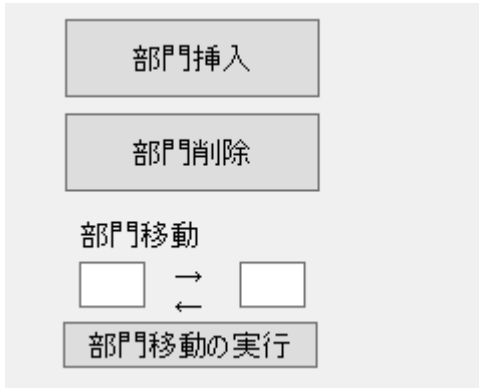 部門挿入
部門削除
部門移動
→
←
部門移動の実行